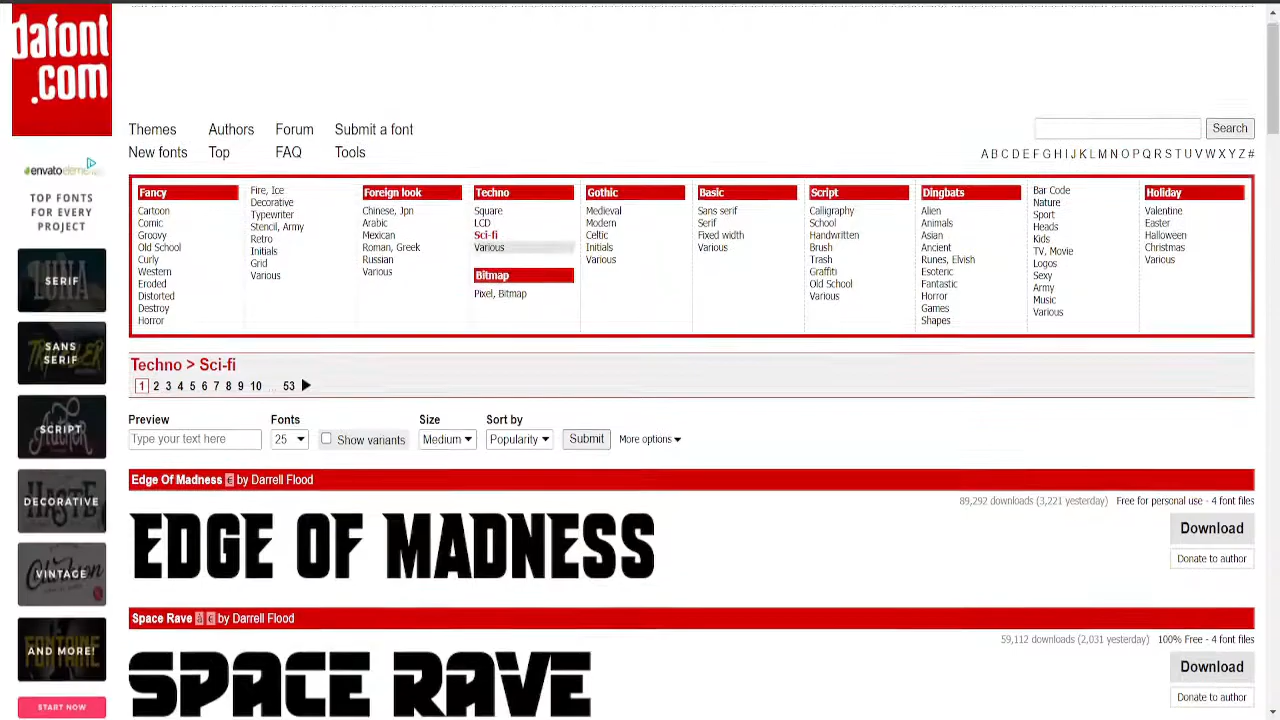 dafont
.com
Themes Authors Forum Submit a font
New fonts Top FAQ Tools
Search
A B C D E F G H I J K L M N O P Q R S T U V W X Y Z #
envato elements
TOP FONTS
FOR EVERY
PROJECT
SERIF
SANS
SERIF
SCRIPT
DECORATIVE
VINTAGE
AND MORE!
START NOW
Fancy
Cartoon
Comic
Groovy
Old School
Curly
Western
Eroded
Distorted
Destroy
Horror
Fire, Ice
Decorative
Typewriter
Stencil, Army
Retro
Initials
Grid
Various
Foreign look
Chinese, Jpn
Arabic
Mexican
Roman, Greek
Russian
Various
Techno
Square
LCD
Sci-fi
Various
Bitmap
Pixel, Bitmap
Gothic
Medieval
Modern
Celtic
Initials
Various
Basic
Sans serif
Serif
Fixed width
Various
Script
Calligraphy
School
Handwritten
Brush
Trash
Graffiti
Old School
Various
Dingbats
Alien
Animals
Asian
Ancient
Runes, Elvish
Esoteric
Fantastic
Horror
Games
Shapes
Bar Code
Nature
Sport
Heads
Kids
TV, Movie
Logos
Sexy
Army
Music
Various
Holiday
Valentine
Easter
Halloween
Christmas
Various
Techno > Sci-fi
1 2 3 4 5 6 7 8 9 10 ... 53
Preview Fonts Size Sort by
Type your text here 25 Show variants Medium Popularity Submit More options
Edge Of Madness € by Darrell Flood
89,292 downloads (3,221 yesterday) Free for personal use - 4 font files
EDGE OF MADNESS
Download
Donate to author
Space Rave à € by Darrell Flood
59,112 downloads (2,031 yesterday) 100% Free - 4 font files
SPACE RAVE
Download
Donate to author